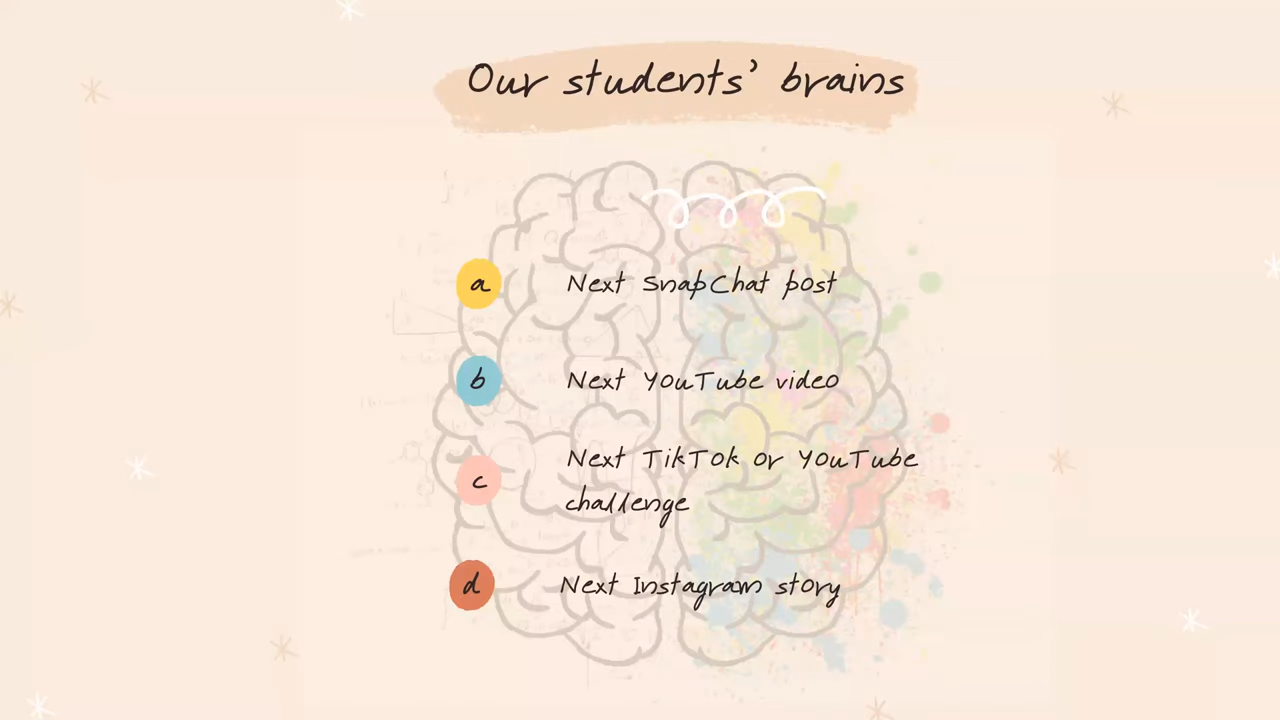 Our students' brains
a Next SnapChat post
b Next YouTube video
c Next TikTok or YouTube
challenge
d Next Instagram story